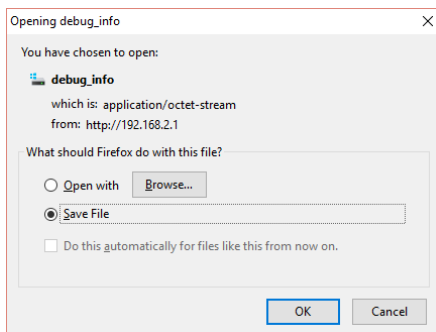 Opening debug_info
You have chosen to open:
debug_info
which is: application/octet-stream
from: http://192.168.2.1
What should Firefox do with this file?
Open with Browse...
Save File
Do this automatically for files like this from now on.
OK Cancel